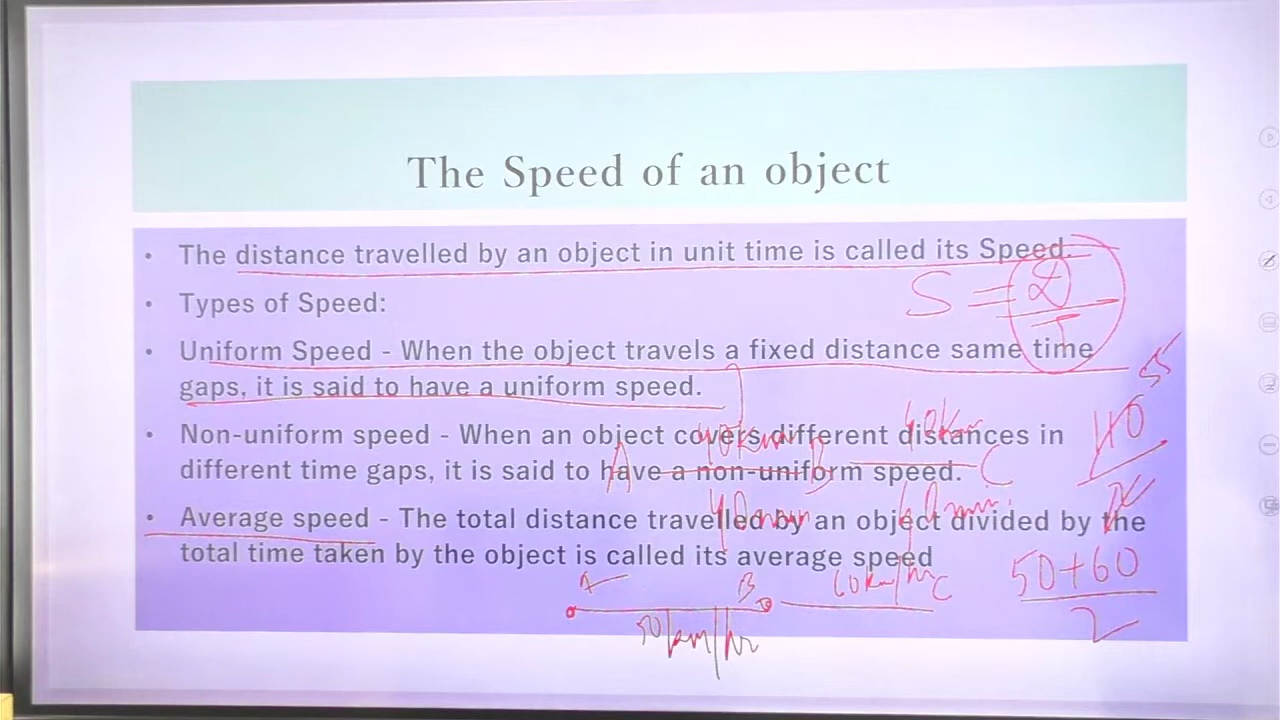 The Speed of an object
• The distance travelled by an object in unit time is called its Speed.
• Types of Speed:
S = D/T
• Uniform Speed - When the object travels a fixed distance same time
gaps, it is said to have a uniform speed.
55
110
2
• Non-uniform speed - When an object covers different distances in
different time gaps, it is said to have a non-uniform speed.
40km 40km
A B C
• Average speed - The total distance travelled by an object divided by the
total time taken by the object is called its average speed
A B C
50km/hr 60km/hr
50+60
2